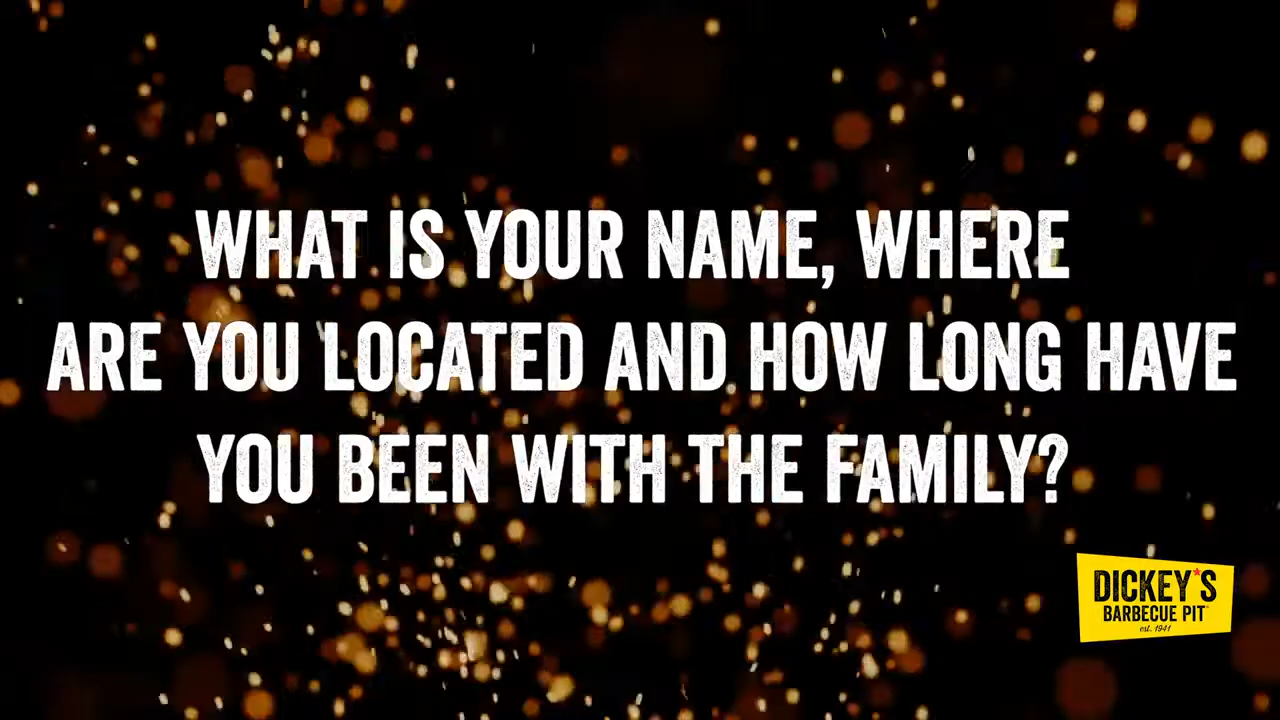 WHAT IS YOUR NAME, WHERE
ARE YOU LOCATED AND HOW LONG HAVE
YOU BEEN WITH THE FAMILY?
DICKEY'S
BARBECUE PIT
est. 1941